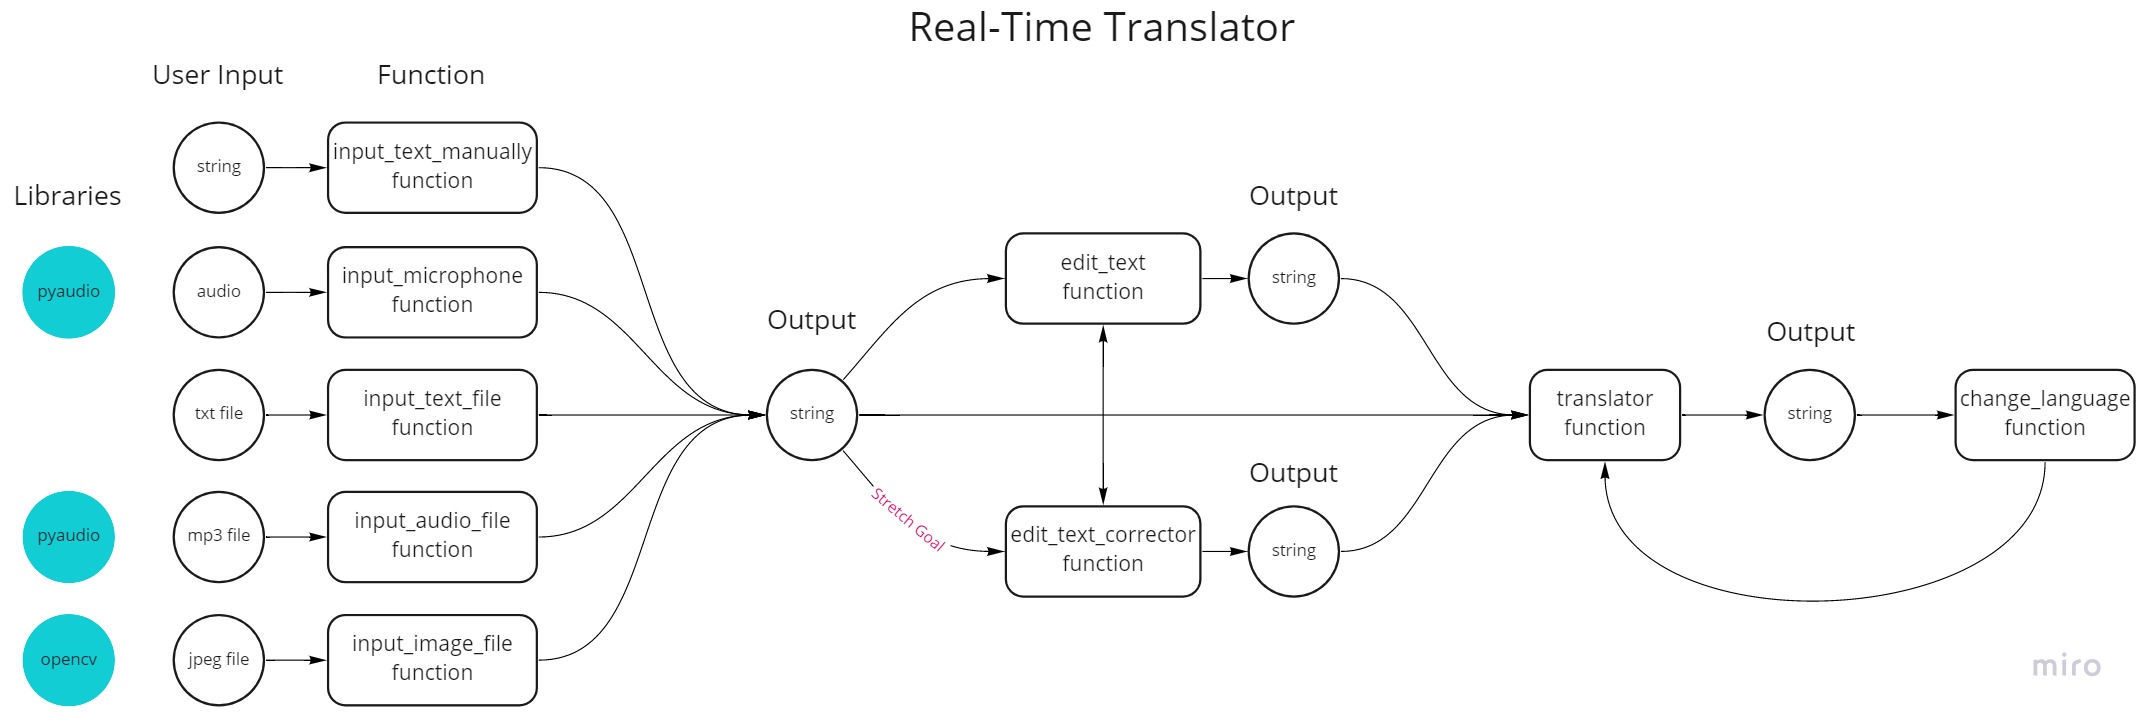 Real-Time Translator
User Input
Function
Libraries
string
input_text_manually
function
pyaudio
audio
input_microphone
function
txt file
input_text_file
function
pyaudio
mp3 file
input_audio_file
function
opencv
jpeg file
input_image_file
function
Output
string
Stretch Goal
edit_text
function
Output
string
edit_text_corrector
function
Output
string
translator
function
Output
string
change_language
function
miro